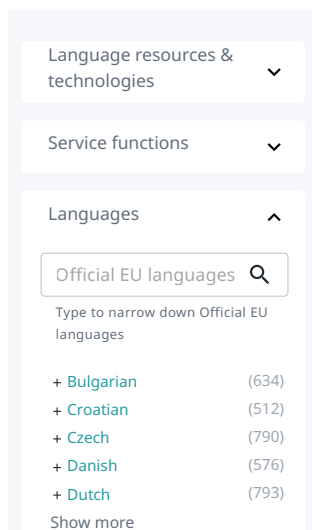 Language resources &
technologies
Service functions
Languages
Official EU languages
Type to narrow down Official EU
languages
+ Bulgarian (634)
+ Croatian (512)
+ Czech (790)
+ Danish (576)
+ Dutch (793)
Show more